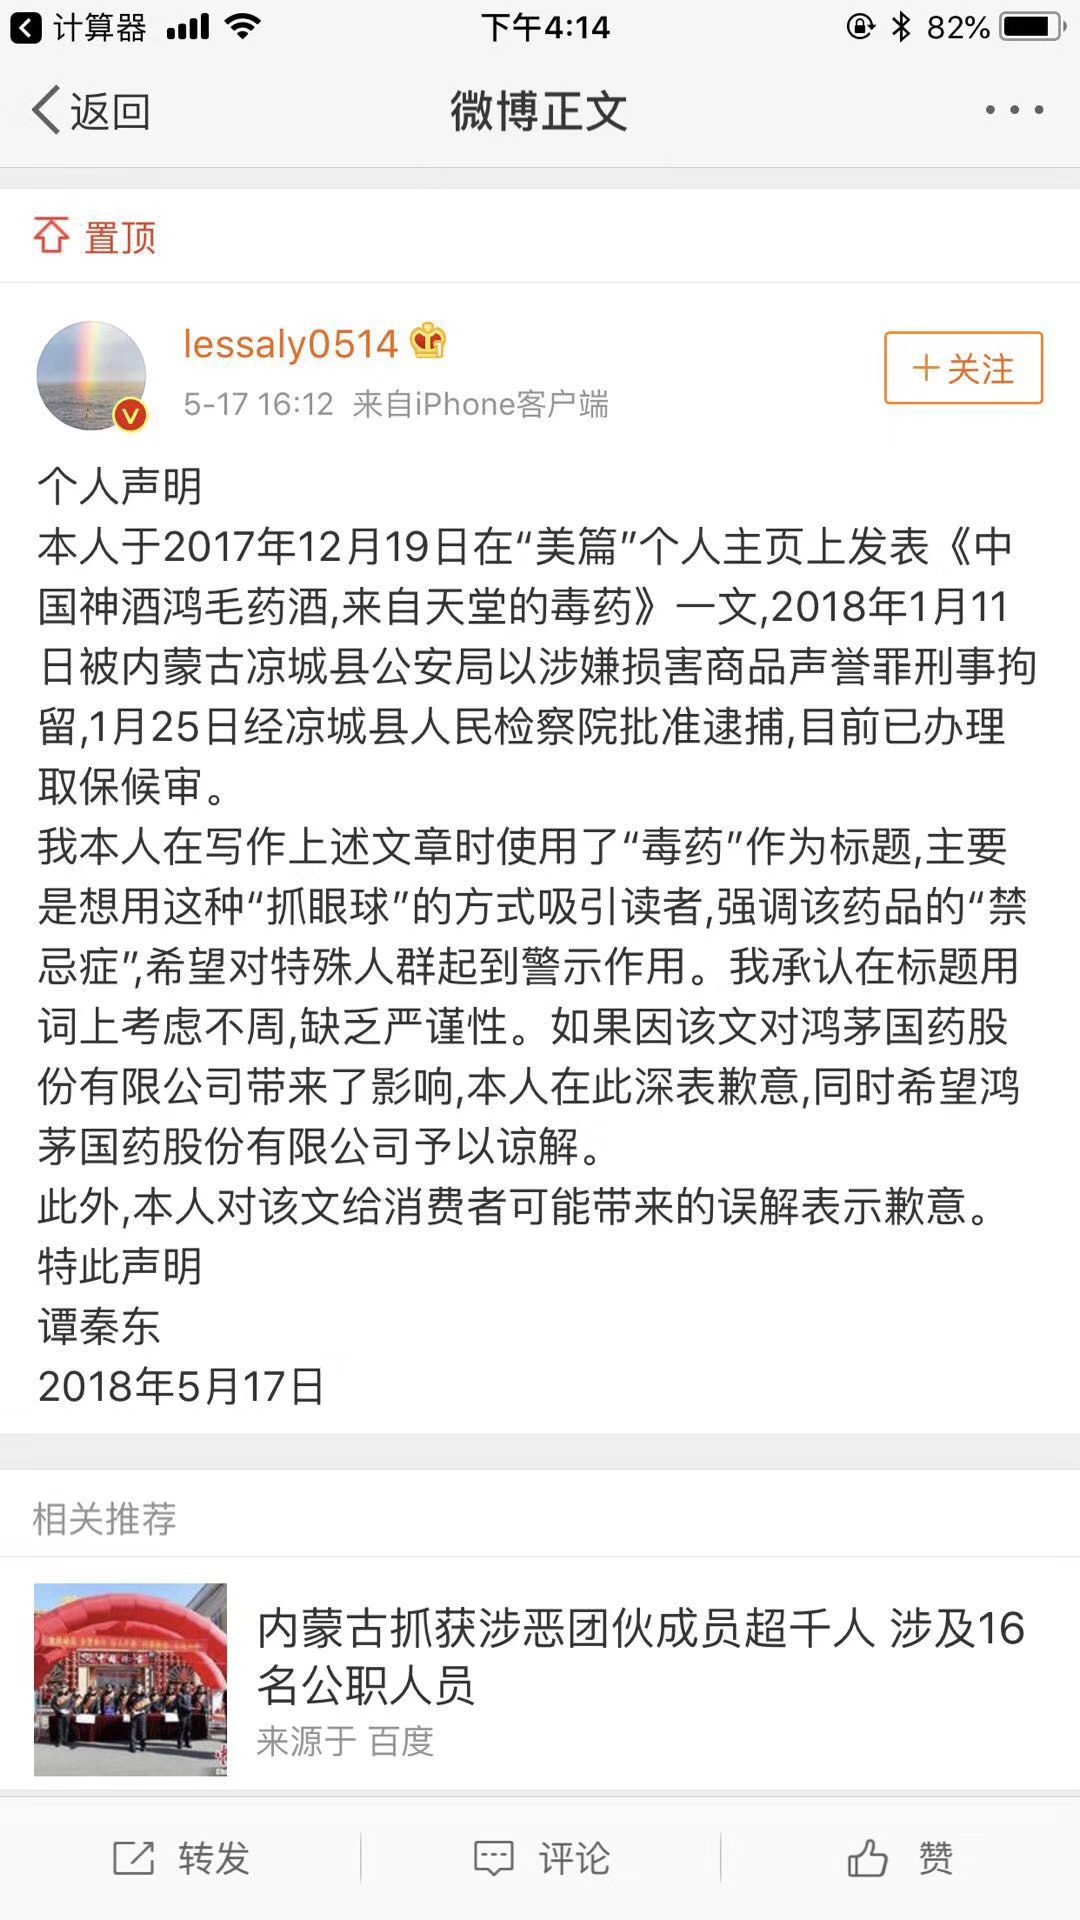 计算器
下午4:14
82%
返回
微博正文
置顶
lessaly0514
5-17 16:12 来自iPhone客户端
+关注
个人声明
本人于2017年12月19日在“美篇”个人主页上发表《中
国神酒鸿毛药酒,来自天堂的毒药》一文,2018年1月11
日被内蒙古凉城县公安局以涉嫌损害商品声誉罪刑事拘
留,1月25日经凉城县人民检察院批准逮捕,目前已办理
取保候审。
我本人在写作上述文章时使用了“毒药”作为标题,主要
是想用这种“抓眼球”的方式吸引读者,强调该药品的“禁
忌症”,希望对特殊人群起到警示作用。我承认在标题用
词上考虑不周,缺乏严谨性。如果因该文对鸿茅国药股
份有限公司带来了影响,本人在此深表歉意,同时希望鸿
茅国药股份有限公司予以谅解。
此外,本人对该文给消费者可能带来的误解表示歉意。
特此声明
谭秦东
2018年5月17日
相关推荐
内蒙古抓获涉恶团伙成员超千人 涉及16
名公职人员
来源于 百度
转发
评论
赞